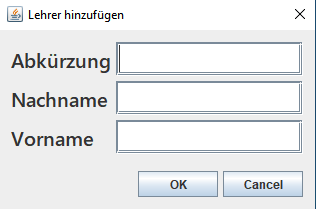 Lehrer hinzufügen
Abkürzung
Nachname
Vorname
OK Cancel